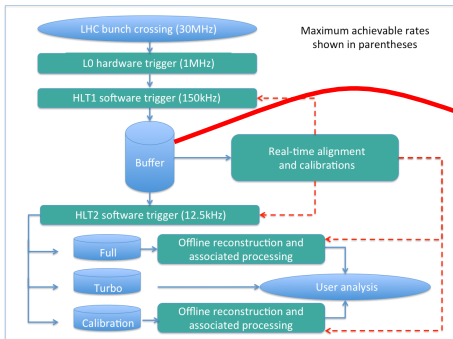 LHC bunch crossing (30MHz)
Maximum achievable rates
shown in parentheses
L0 hardware trigger (1MHz)
HLT1 software trigger (150kHz)
Buffer
Real-time alignment
and calibrations
HLT2 software trigger (12.5kHz)
Full
Offline reconstruction and
associated processing
Turbo
User analysis
Calibration
Offline reconstruction and
associated processing